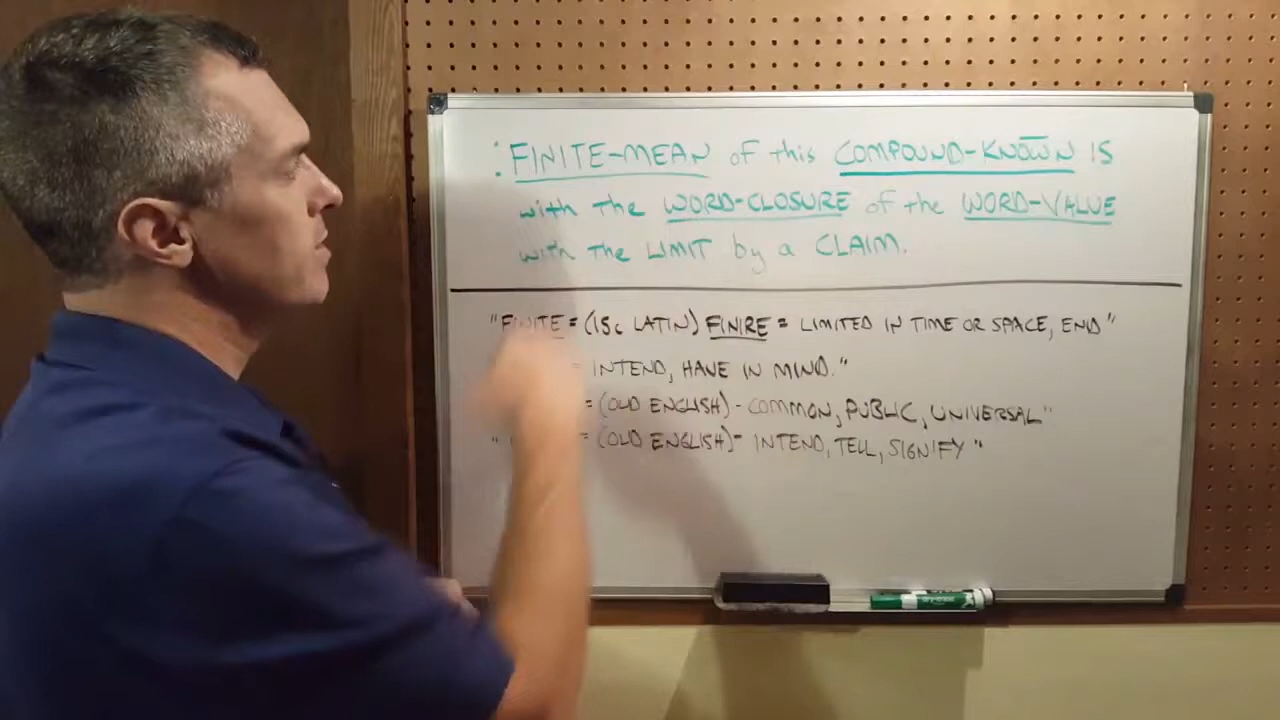 : FINITE-MEAN of this COMPOUND-KNOWN IS
with the WORD-CLOSURE of the WORD-VALUE
with the LIMIT by a CLAIM.
"FINITE = (15c LATIN) FINIRE = LIMITED IN TIME OR SPACE, END"
= INTEND, HAVE IN MIND."
= (OLD ENGLISH) - COMMON, PUBLIC, UNIVERSAL"
" = (OLD ENGLISH) - INTEND, TELL, SIGNIFY"